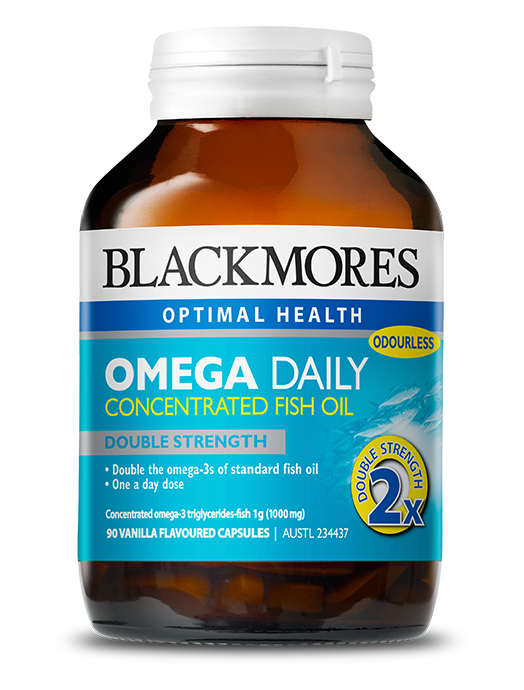 BLACKMORES
OPTIMAL HEALTH
ODOURLESS
OMEGA DAILY
CONCENTRATED FISH OIL
DOUBLE STRENGTH
• Double the omega-3s of standard fish oil
• One a day dose
DOUBLE STRENGTH
2x
Concentrated omega-3 triglycerides-fish 1g (1000 mg)
90 VANILLA FLAVOURED CAPSULES | AUSTL 234437